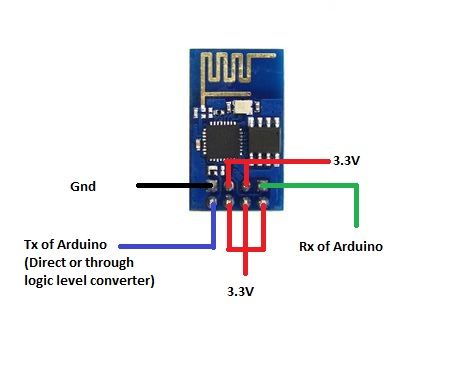 3.3V
Gnd
Tx of Arduino
(Direct or through
logic level converter)
Rx of Arduino
3.3V